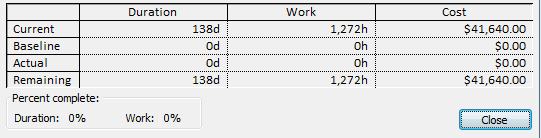 Duration Work Cost
Current 138d 1,272h $41,640.00
Baseline 0d 0h $0.00
Actual 0d 0h $0.00
Remaining 138d 1,272h $41,640.00
Percent complete:
Duration: 0% Work: 0% Close